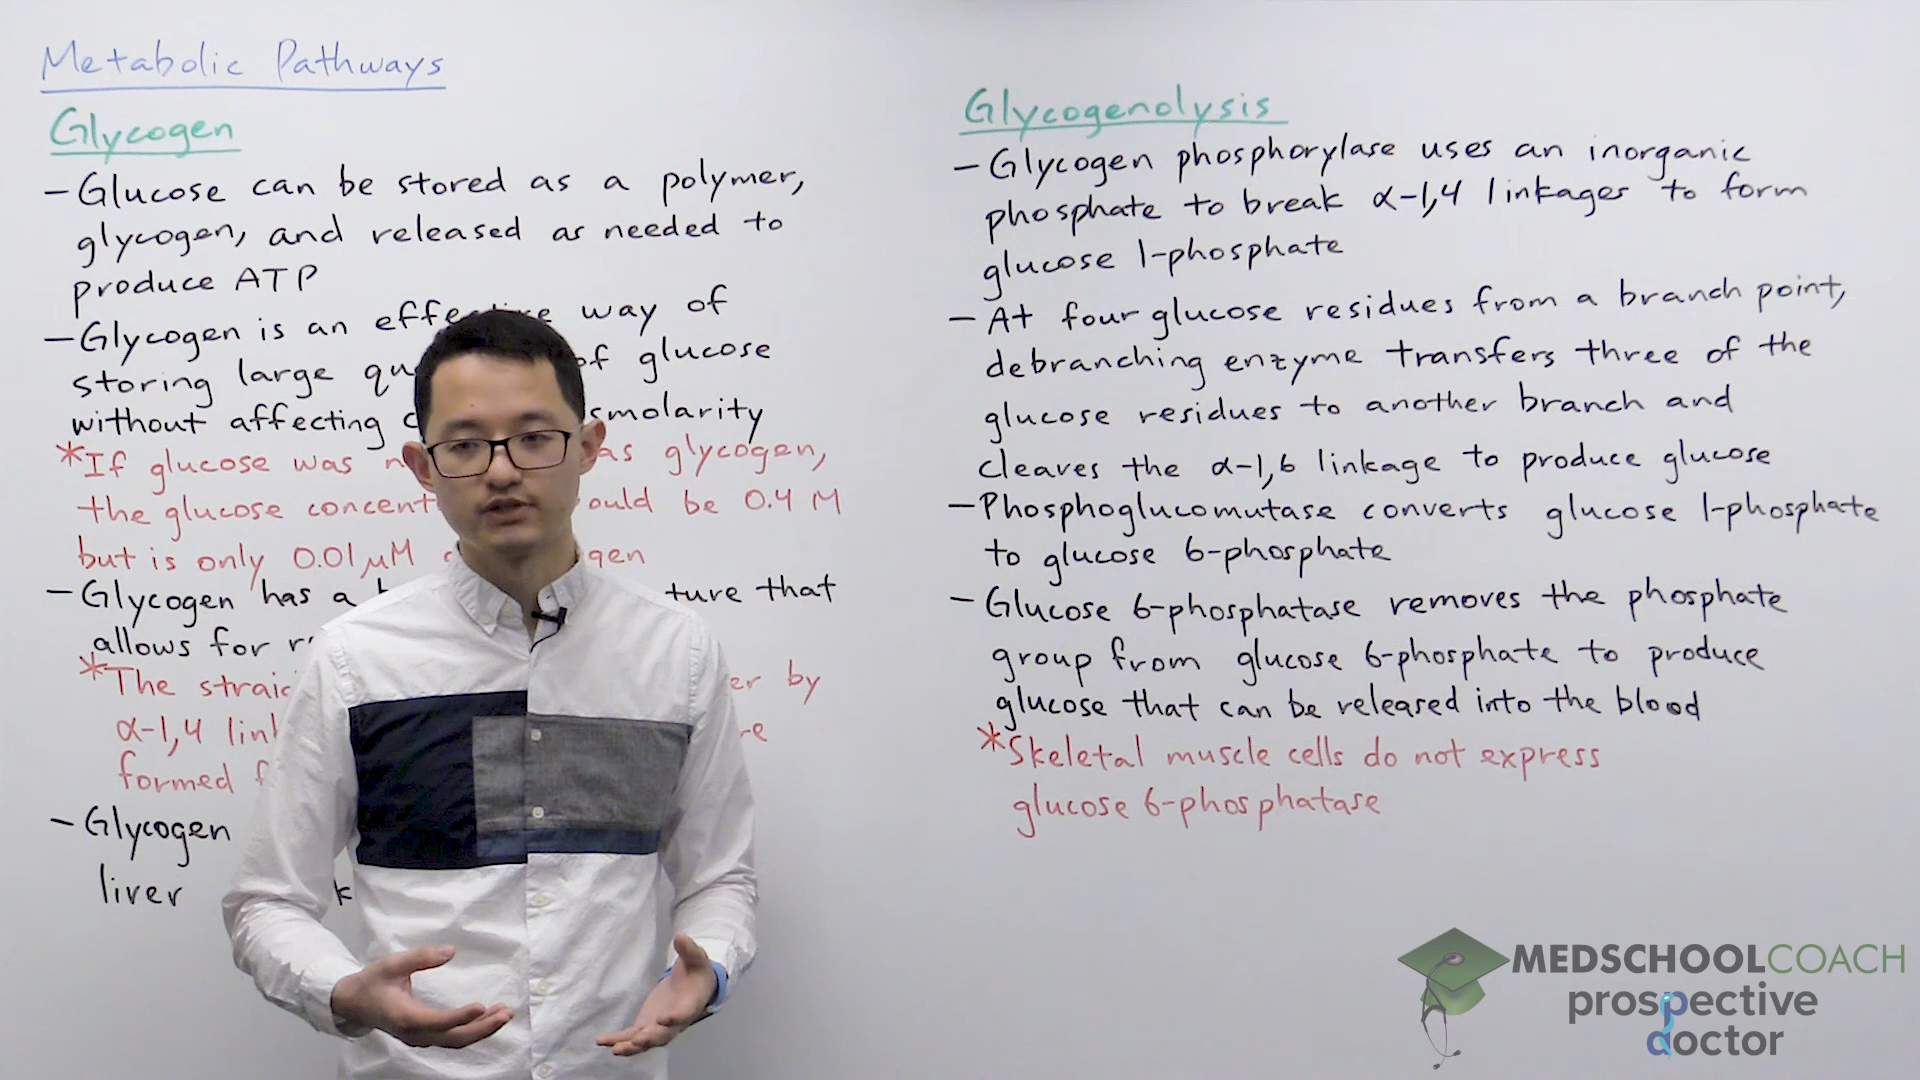 Metabolic Pathways
Glycogen
- Glucose can be stored as a polymer,
glycogen, and released as needed to
produce ATP
- Glycogen is an way of
storing large of glucose
without affecting smolarity
*If glucose was as glycogen,
the glucose be 0.4 M
but is only 0.01 μM
- Glycogen has a that
allows for
*The by
α-1,4
formed
- Glycogen
liver
Glycogenolysis
- Glycogen phosphorylase uses an inorganic
phosphate to break α-1,4 linkages to form
glucose 1-phosphate
- At four glucose residues from a branch point,
debranching enzyme transfers three of the
glucose residues to another branch and
cleaves the α-1,6 linkage to produce glucose
- Phosphoglucomutase converts glucose 1-phosphate
to glucose 6-phosphate
- Glucose 6-phosphatase removes the phosphate
group from glucose 6-phosphate to produce
glucose that can be released into the blood
*Skeletal muscle cells do not express
glucose 6-phosphatase
MEDSCHOOLCOACH
prospective
doctor